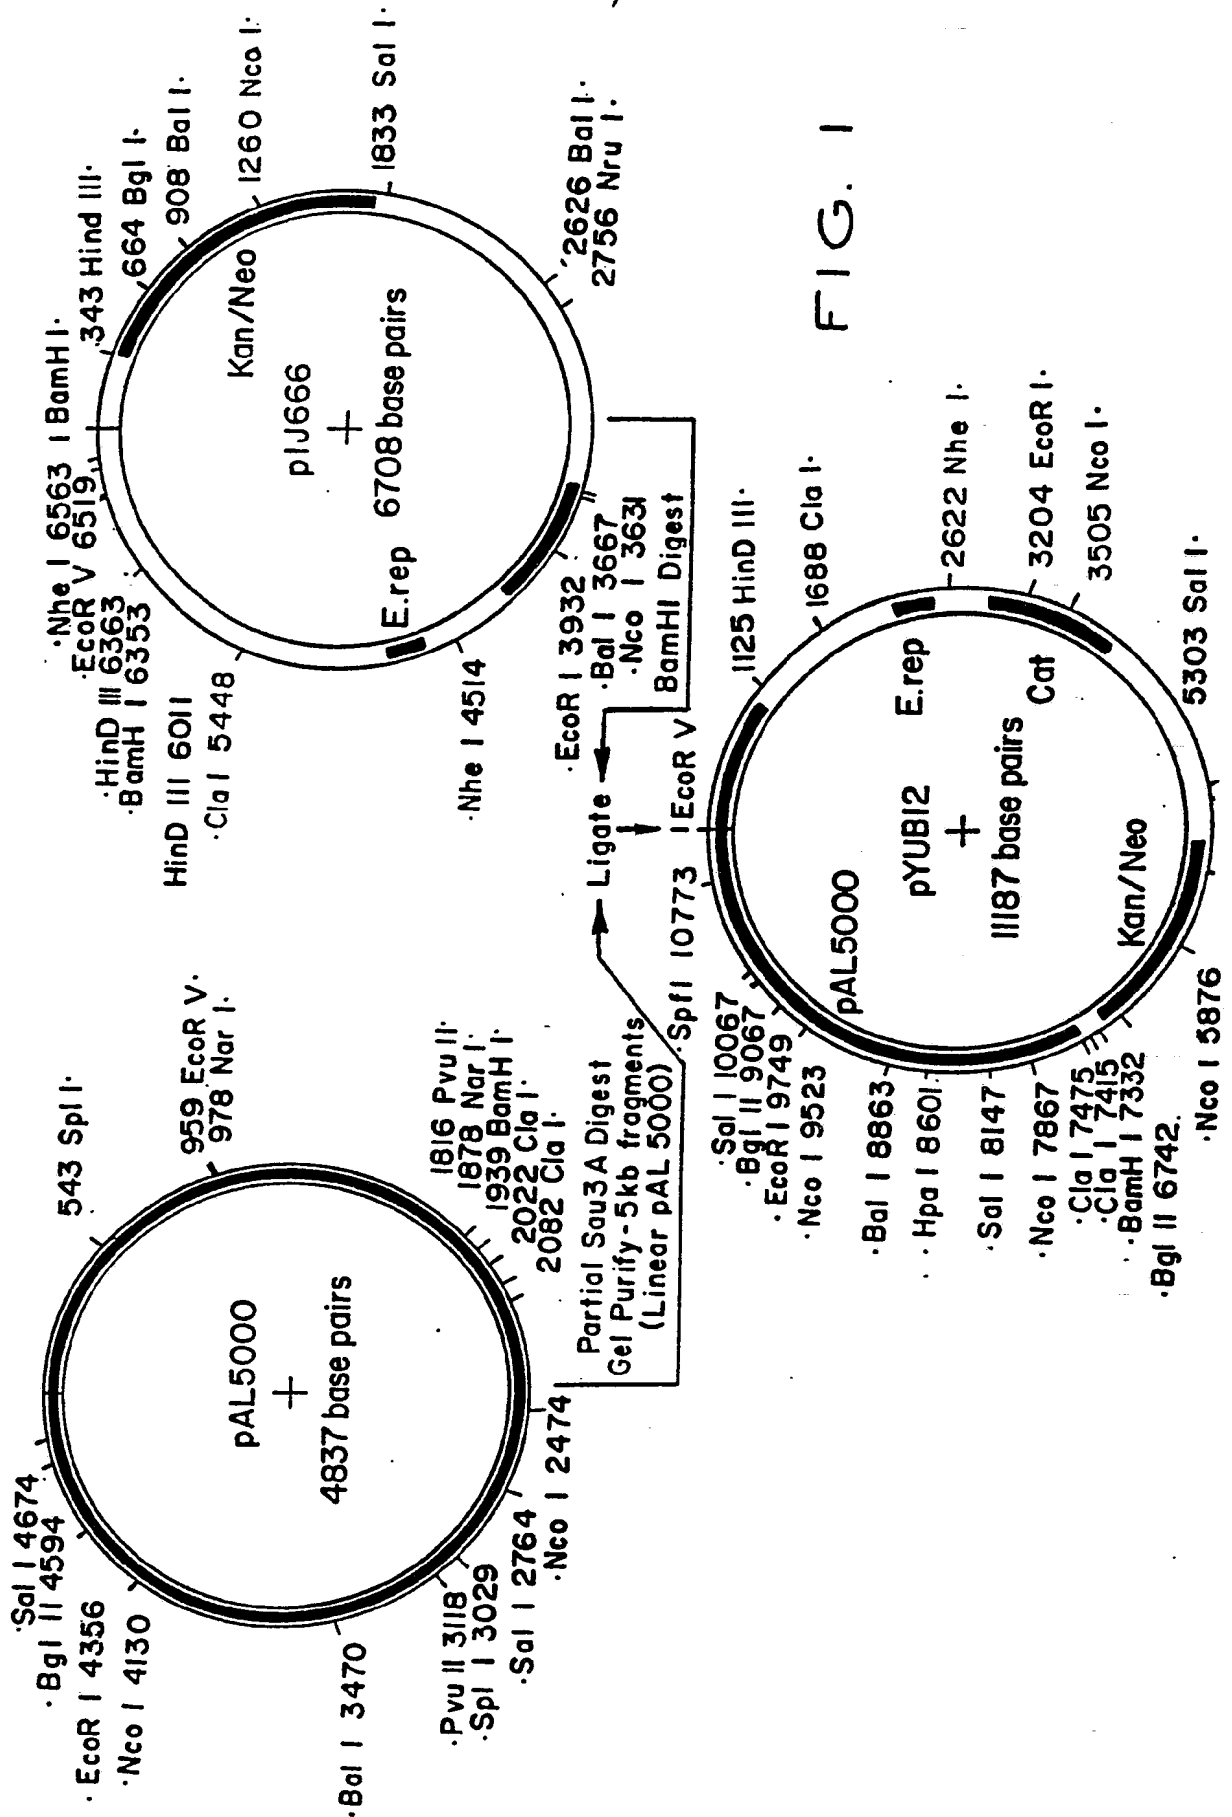 ·Sal I 4674
·Bgl II 4594
·EcoR I 4356
·Nco I 4130
·Bal I 3470
·Pvu II 3118
·Spl I 3029
·Sal I 2764
·Nco I 2474
543 Spl I·
959 EcoR V·
978 Nar I·
1816 Pvu II·
1878 Nar I·
1939 BamH I·
2022 Cla I·
2082 Cla I·
pAL5000
4837 base pairs
Partial Sau3A Digest
Gel Purify-5kb fragments
(Linear pAL 5000)
Ligate
·Nhe I 6563
·EcoR V 6519
·HinD III 6363
·BamH I 6353
HinD III 6011
·Cla I 5448
·Nhe I 4514
·EcoR I 3932
·Bal I 3667
·Nco I 3631
BamHI Digest
1 BamH I·
343 Hind III·
664 Bgl I·
908 Bal I·
1260 Nco I·
1833 Sal I·
2626 Bal I·
2756 Nru I·
Kan/Neo
pIJ666
6708 base pairs
E.rep
1 EcoR V
·Spfl 10773
·Sal I 10067
·Bgl II 9067
·EcoR I 9749
·Nco I 9523
·Bal I 8863
·Hpa I 8601
·Sal I 8147
·Nco I 7867
·Cla I 7475
·Cla I 7415
·BamH I 7332
·Bgl II 6742
·Nco I 5876
1125 HinD III·
1688 Cla I·
2622 Nhe I·
3204 EcoR I·
3505 Nco I·
5303 Sal I·
pAL5000
pYUB12
11187 base pairs
E.rep
Cat
Kan/Neo
FIG. 1